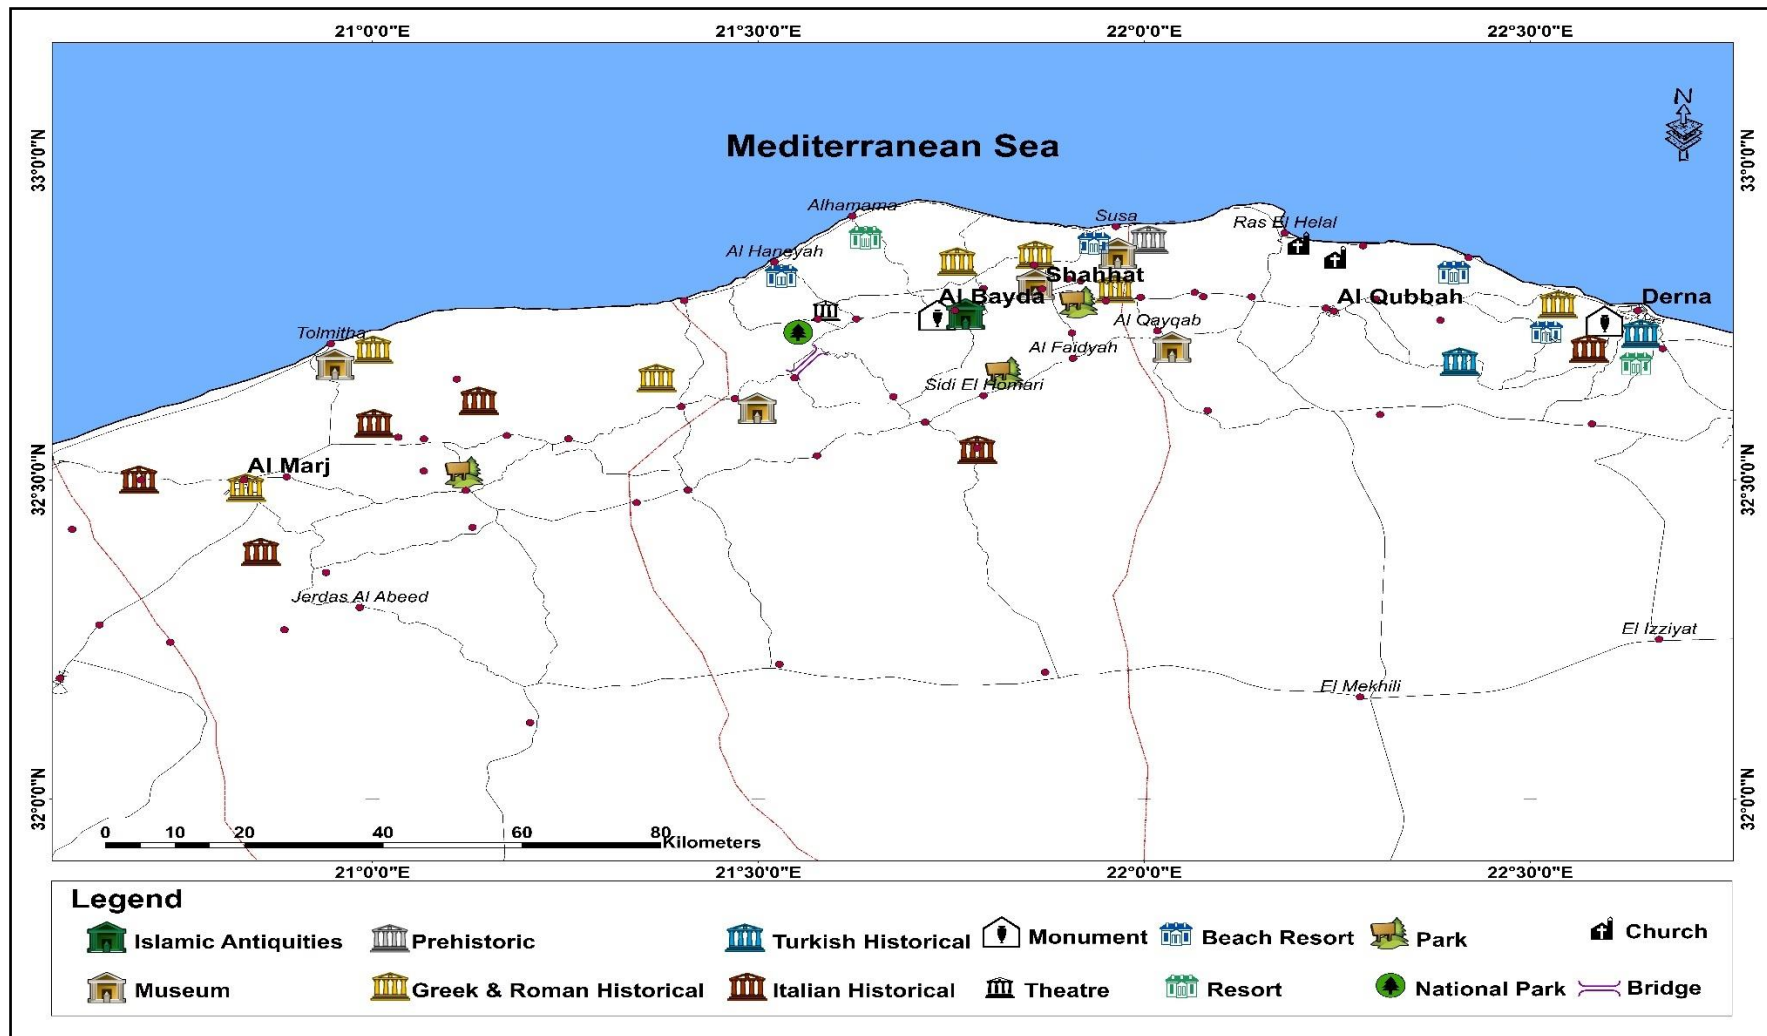 21°0'0"E 21°30'0"E 22°0'0"E 22°30'0"E
N
33°0'0"N 33°0'0"N
Mediterranean Sea
Alhamama
Susa
Ras El Helal
Al Haneyah
Shahhat
Al Bayda
Al Qubbah
Derna
Tolmitha
Al Qayqab
Al Faidyah
Sidi El Homari
Al Marj
32°30'0"N 32°30'0"N
Jerdas Al Abeed
El Izziyat
El Mekhili
32°0'0"N 32°0'0"N
0 10 20 40 60 80
Kilometers
21°0'0"E 21°30'0"E 22°0'0"E 22°30'0"E
Legend
Islamic Antiquities Prehistoric Turkish Historical Monument Beach Resort Park Church
Museum Greek & Roman Historical Italian Historical Theatre Resort National Park Bridge